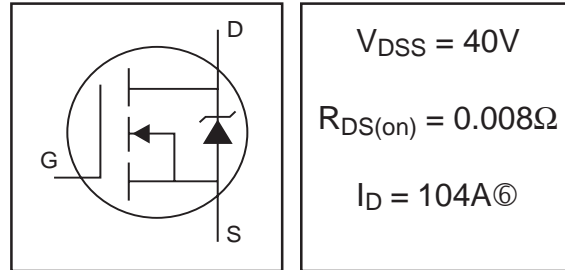 D
G
S
VDSS = 40V
RDS(on) = 0.008Ω
ID = 104A⑥